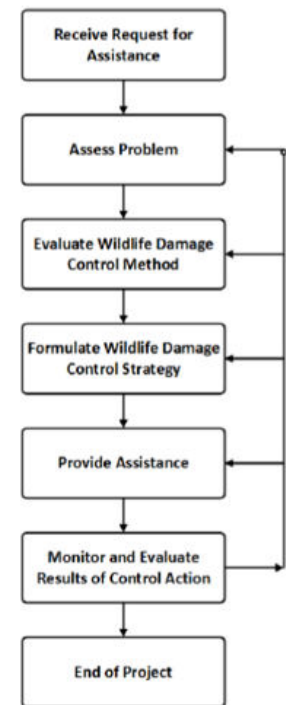 Receive Request for
Assistance
Assess Problem
Evaluate Wildlife Damage
Control Method
Formulate Wildlife Damage
Control Strategy
Provide Assistance
Monitor and Evaluate
Results of Control Action
End of Project